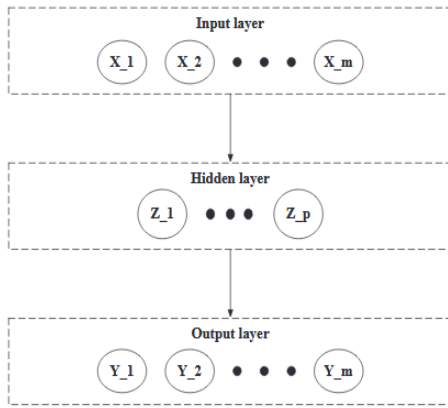 Input layer
X_1 X_2 • • • X_m
Hidden layer
Z_1 • • • Z_p
Output layer
Y_1 Y_2 • • • Y_m